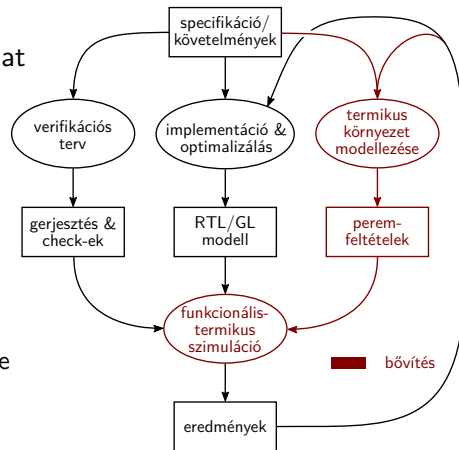 specifikáció/
követelmények
at
verifikációs
terv
implementáció &
optimalizálás
termikus
környezet
modellezése
gerjesztés &
check-ek
RTL/GL
modell
perem-
feltételek
funkcionális-
termikus
szimuláció
e
bővítés
eredmények